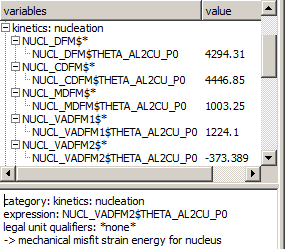 variables value
kinetics: nucleation
NUCL_DFM$*
NUCL_DFM$THETA_AL2CU_P0 4294.31
NUCL_CDFM$*
NUCL_CDFM$THETA_AL2CU_P0 4446.85
NUCL_MDFM$*
NUCL_MDFM$THETA_AL2CU_P0 1003.25
NUCL_VADFM1$*
NUCL_VADFM1$THETA_AL2CU_P0 1224.1
NUCL_VADFM2$*
NUCL_VADFM2$THETA_AL2CU_P0 -373.389
category: kinetics: nucleation
expression: NUCL_VADFM2$THETA_AL2CU_P0
legal unit qualifiers: *none*
-> mechanical misfit strain energy for nucleus